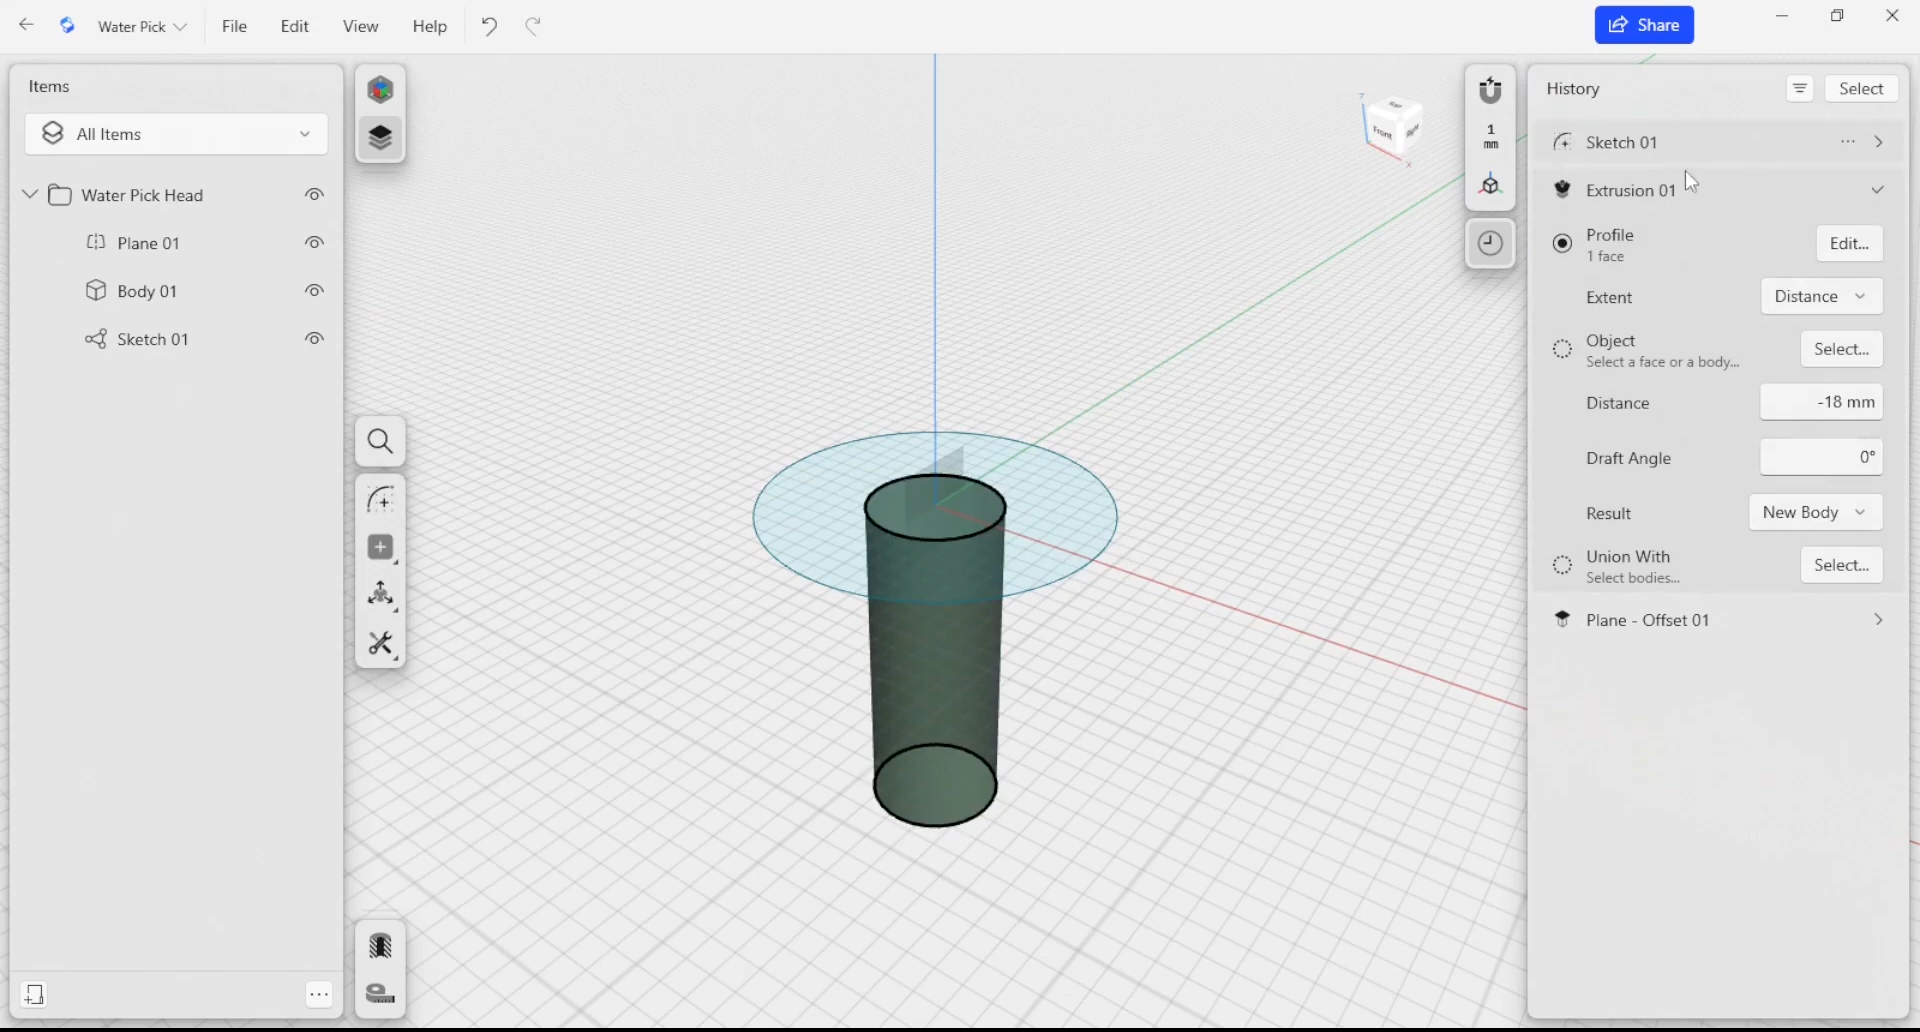 Water Pick
File
Edit
View
Help
Share
Items
All Items
Water Pick Head
Plane 01
Body 01
Sketch 01
Front
Right
X
1
mm
History
Select
Sketch 01
Extrusion 01
Profile
1 face
Edit...
Extent
Distance
Object
Select a face or a body...
Select...
Distance
-18 mm
Draft Angle
0°
Result
New Body
Union With
Select bodies...
Select...
Plane - Offset 01